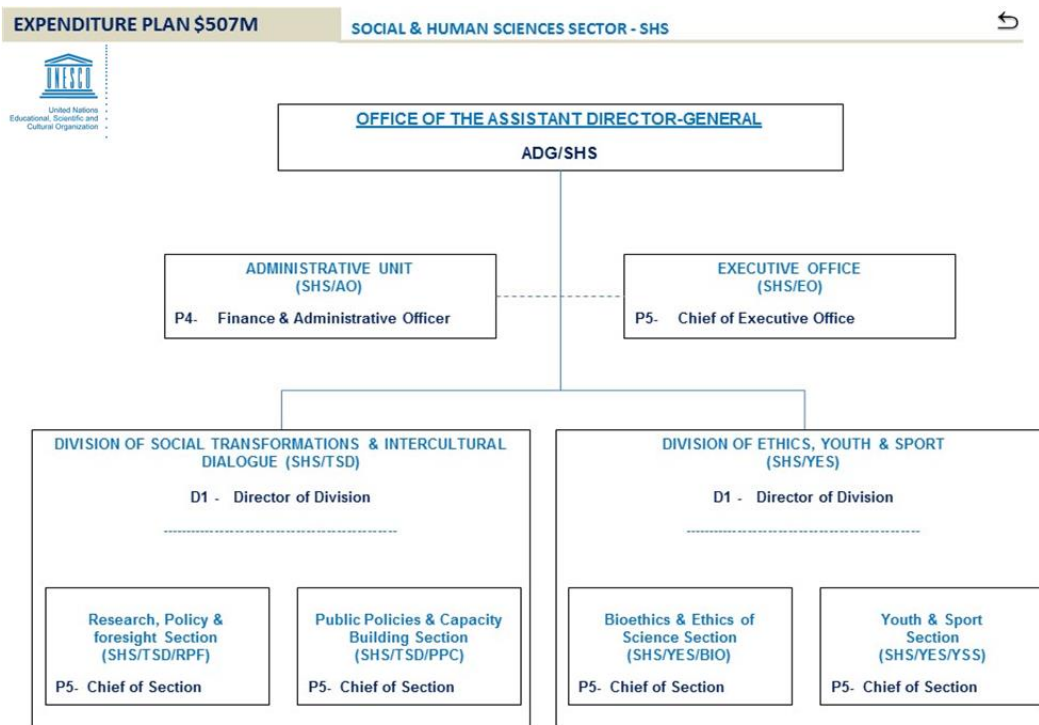 EXPENDITURE PLAN $507M
SOCIAL & HUMAN SCIENCES SECTOR - SHS
UNESCO
United Nations
Educational, Scientific and
Cultural Organization
OFFICE OF THE ASSISTANT DIRECTOR-GENERAL
ADG/SHS
ADMINISTRATIVE UNIT
(SHS/AO)
P4- Finance & Administrative Officer
EXECUTIVE OFFICE
(SHS/EO)
P5- Chief of Executive Office
DIVISION OF SOCIAL TRANSFORMATIONS & INTERCULTURAL
DIALOGUE (SHS/TSD)
D1 - Director of Division
DIVISION OF ETHICS, YOUTH & SPORT
(SHS/YES)
D1 - Director of Division
Research, Policy &
foresight Section
(SHS/TSD/RPF)
P5- Chief of Section
Public Policies & Capacity
Building Section
(SHS/TSD/PPC)
P5- Chief of Section
Bioethics & Ethics of
Science Section
(SHS/YES/BIO)
P5- Chief of Section
Youth & Sport
Section
(SHS/YES/YSS)
P5- Chief of Section